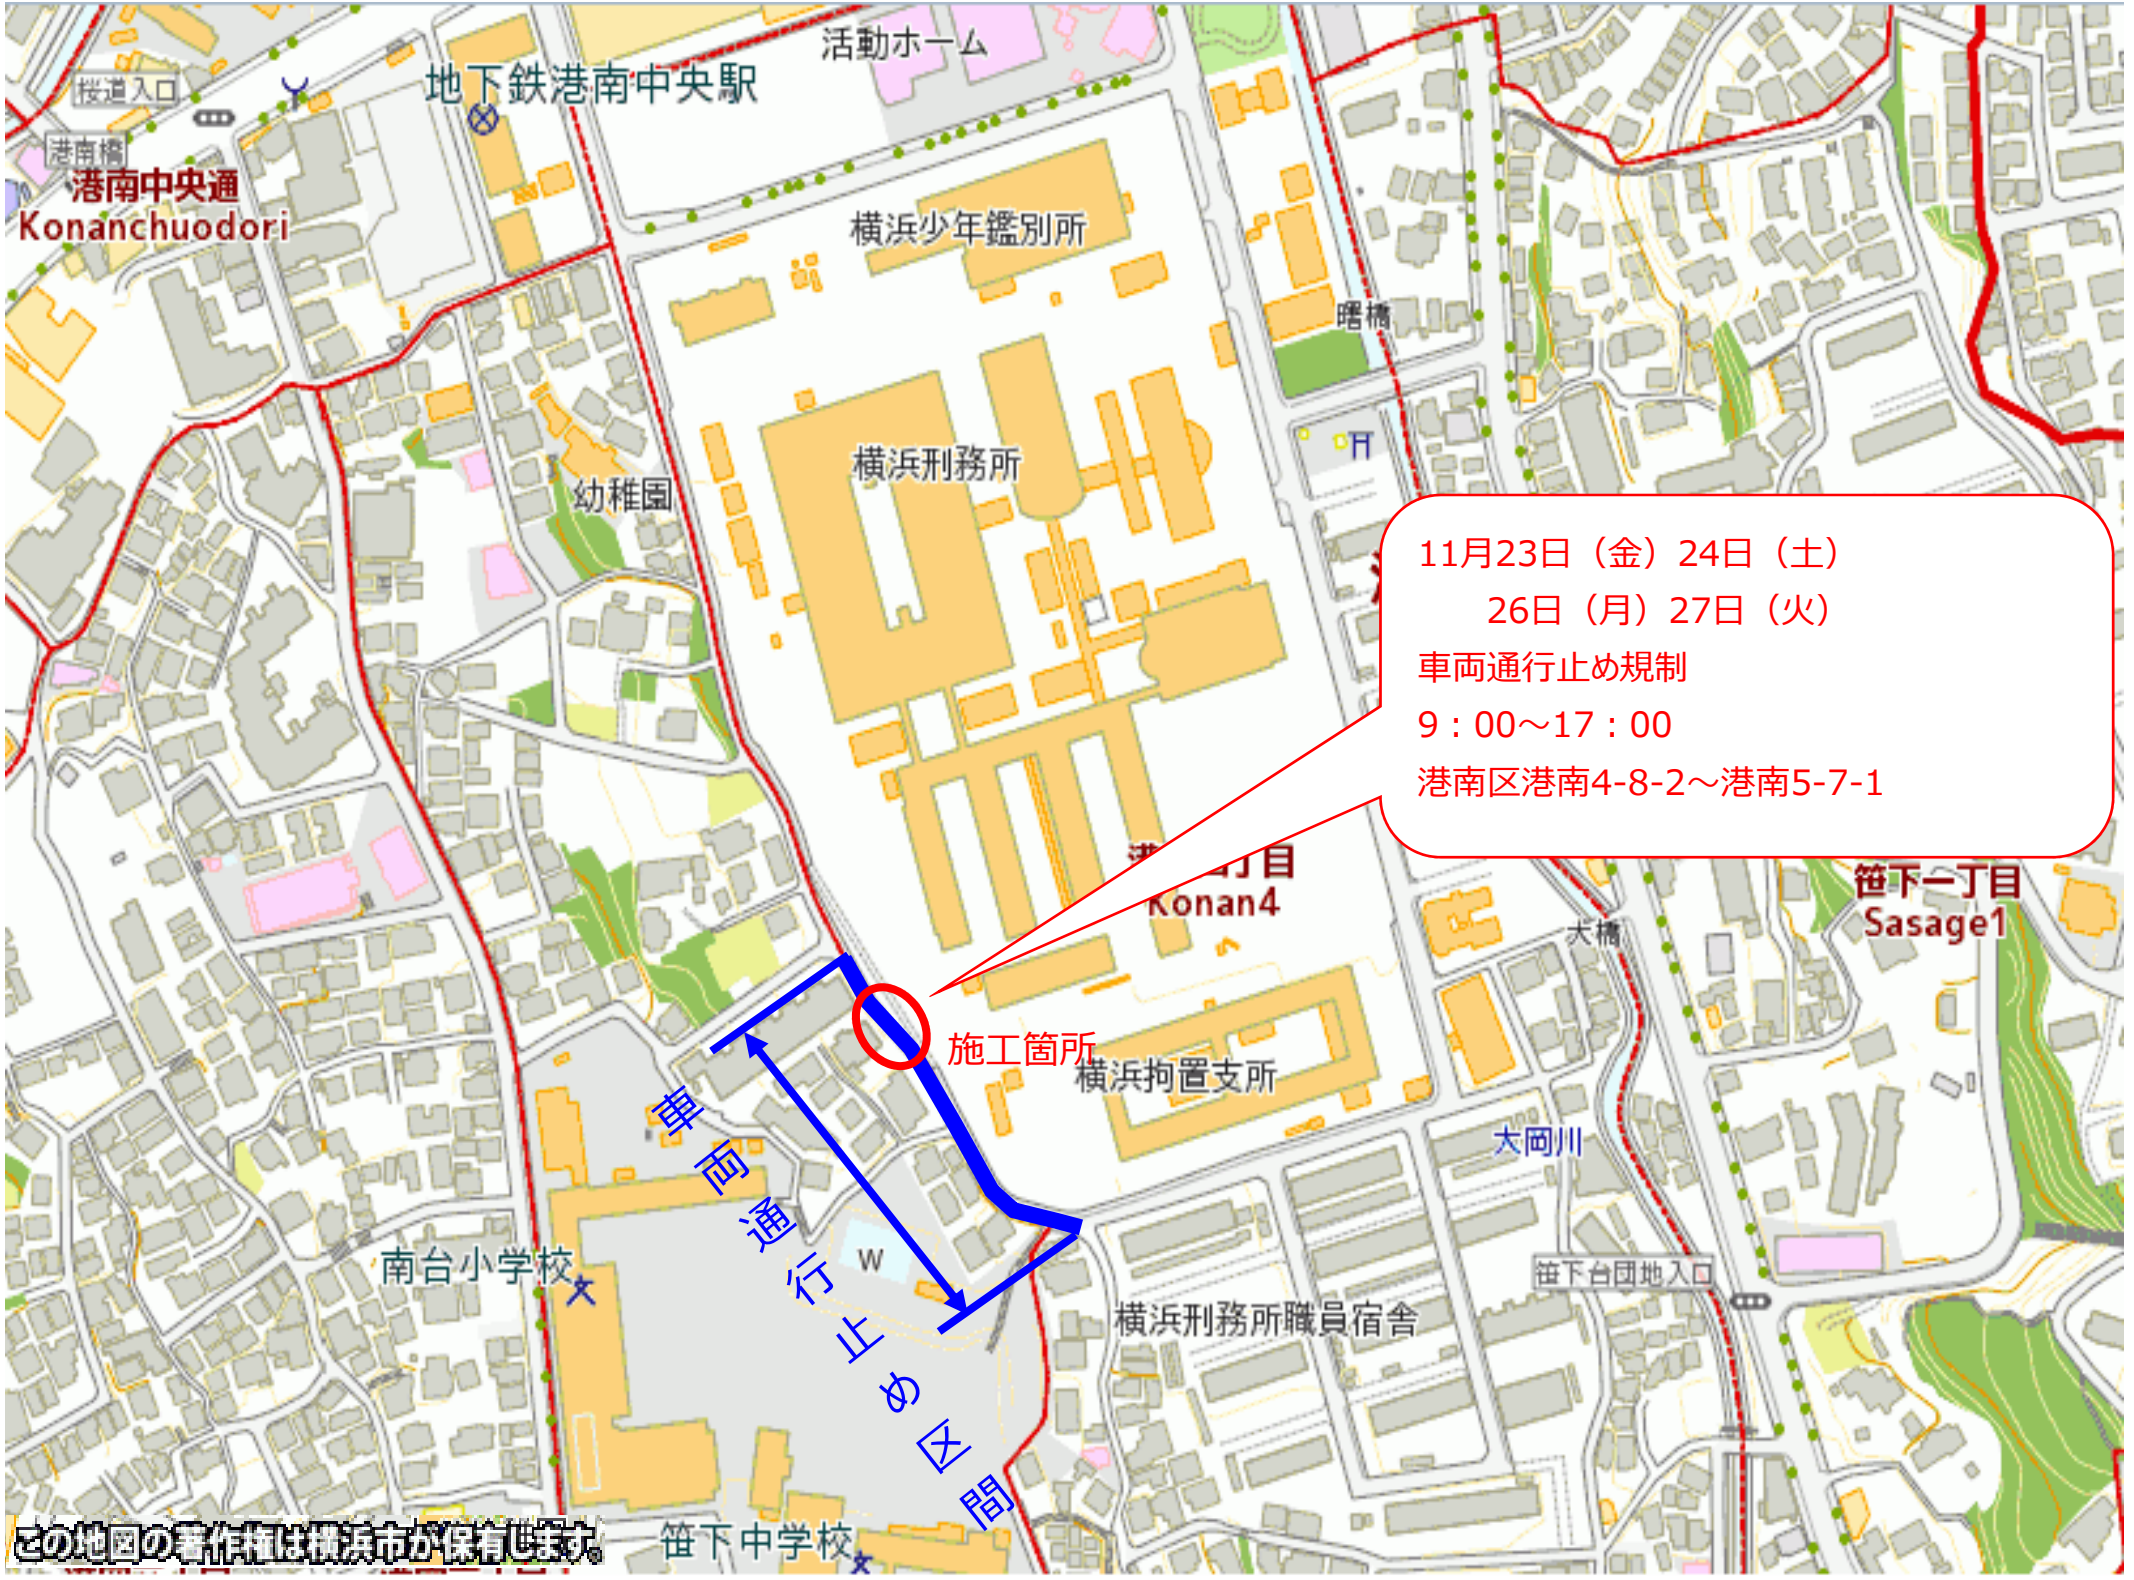 活動ホーム
地下鉄港南中央駅
桜道入口
港南橋
港南中央通
Konanchuodori
横浜少年鑑別所
曙橋
横浜刑務所
幼稚園
11月23日（金）24日（土）
26日（月）27日（火）
車両通行止め規制
9：00～17：00
港南区港南4-8-2～港南5-7-1
丁目
Konan4
笹下一丁目
Sasage1
大橋
施工箇所
横浜拘置支所
車両通行止め区間
大岡川
南台小学校
W
笹下台団地入口
横浜刑務所職員宿舎
笹下中学校
この地図の著作権は横浜市が保有します。